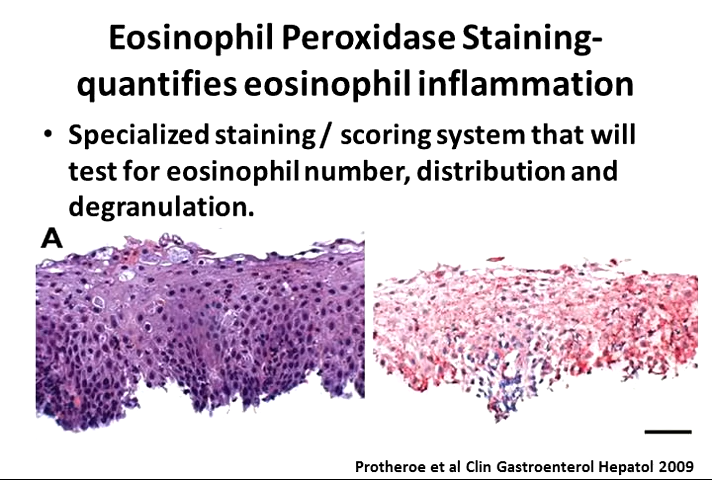 Eosinophil Peroxidase Staining-
quantifies eosinophil inflammation
• Specialized staining / scoring system that will
test for eosinophil number, distribution and
degranulation.
A
Protheroe et al Clin Gastroenterol Hepatol 2009